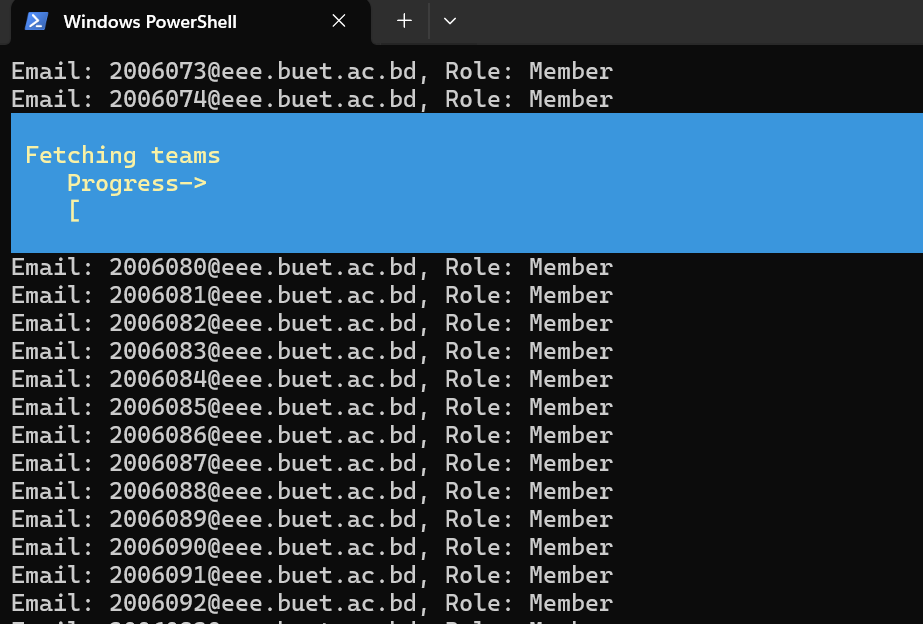 Windows PowerShell
Email: 2006073@eee.buet.ac.bd, Role: Member
Email: 2006074@eee.buet.ac.bd, Role: Member
Fetching teams
Progress->
[
Email: 2006080@eee.buet.ac.bd, Role: Member
Email: 2006081@eee.buet.ac.bd, Role: Member
Email: 2006082@eee.buet.ac.bd, Role: Member
Email: 2006083@eee.buet.ac.bd, Role: Member
Email: 2006084@eee.buet.ac.bd, Role: Member
Email: 2006085@eee.buet.ac.bd, Role: Member
Email: 2006086@eee.buet.ac.bd, Role: Member
Email: 2006087@eee.buet.ac.bd, Role: Member
Email: 2006088@eee.buet.ac.bd, Role: Member
Email: 2006089@eee.buet.ac.bd, Role: Member
Email: 2006090@eee.buet.ac.bd, Role: Member
Email: 2006091@eee.buet.ac.bd, Role: Member
Email: 2006092@eee.buet.ac.bd, Role: Member